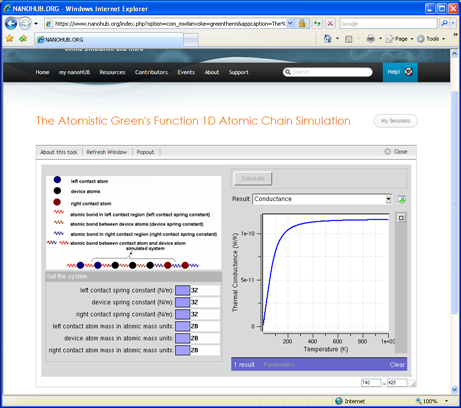 NANOHUB.ORG - Windows Internet Explorer
https://www.nanohub.org/index.php?option=com_mw&invoke=greentherm&appcaption=The%
Google
NANOHUB.ORG
Page
Tools
online simulation and more
Home my nanoHUB Resources Contributors Events About Support
Search
Help!
The Atomistic Green's Function 1D Atomic Chain Simulation
My Sessions
About this tool Refresh Window Popout
Close
left contact atom
device atoms
right contact atom
atomic bond in left contact region (left contact spring constant)
atomic bond between device atoms (device spring constant)
atomic bond in right contact region (right contact spring constant)
atomic bond between contact atom and device atom
simulated system
Set the system
left contact spring constant (N/m): 32
device spring constant (N/m): 32
right contact spring constant (N/m): 32
left contact atom mass in atomic mass units: 28
device atom mass in atomic mass units: 28
right contact atom mass in atomic mass units: 28
Simulate
Result: Conductance
Thermal Conductance (W/K)
1e-10
5e-11
0
200 400 600 800 1e+03
Temperature (K)
1 result Parameters Clear
740 x 425
Internet
100%